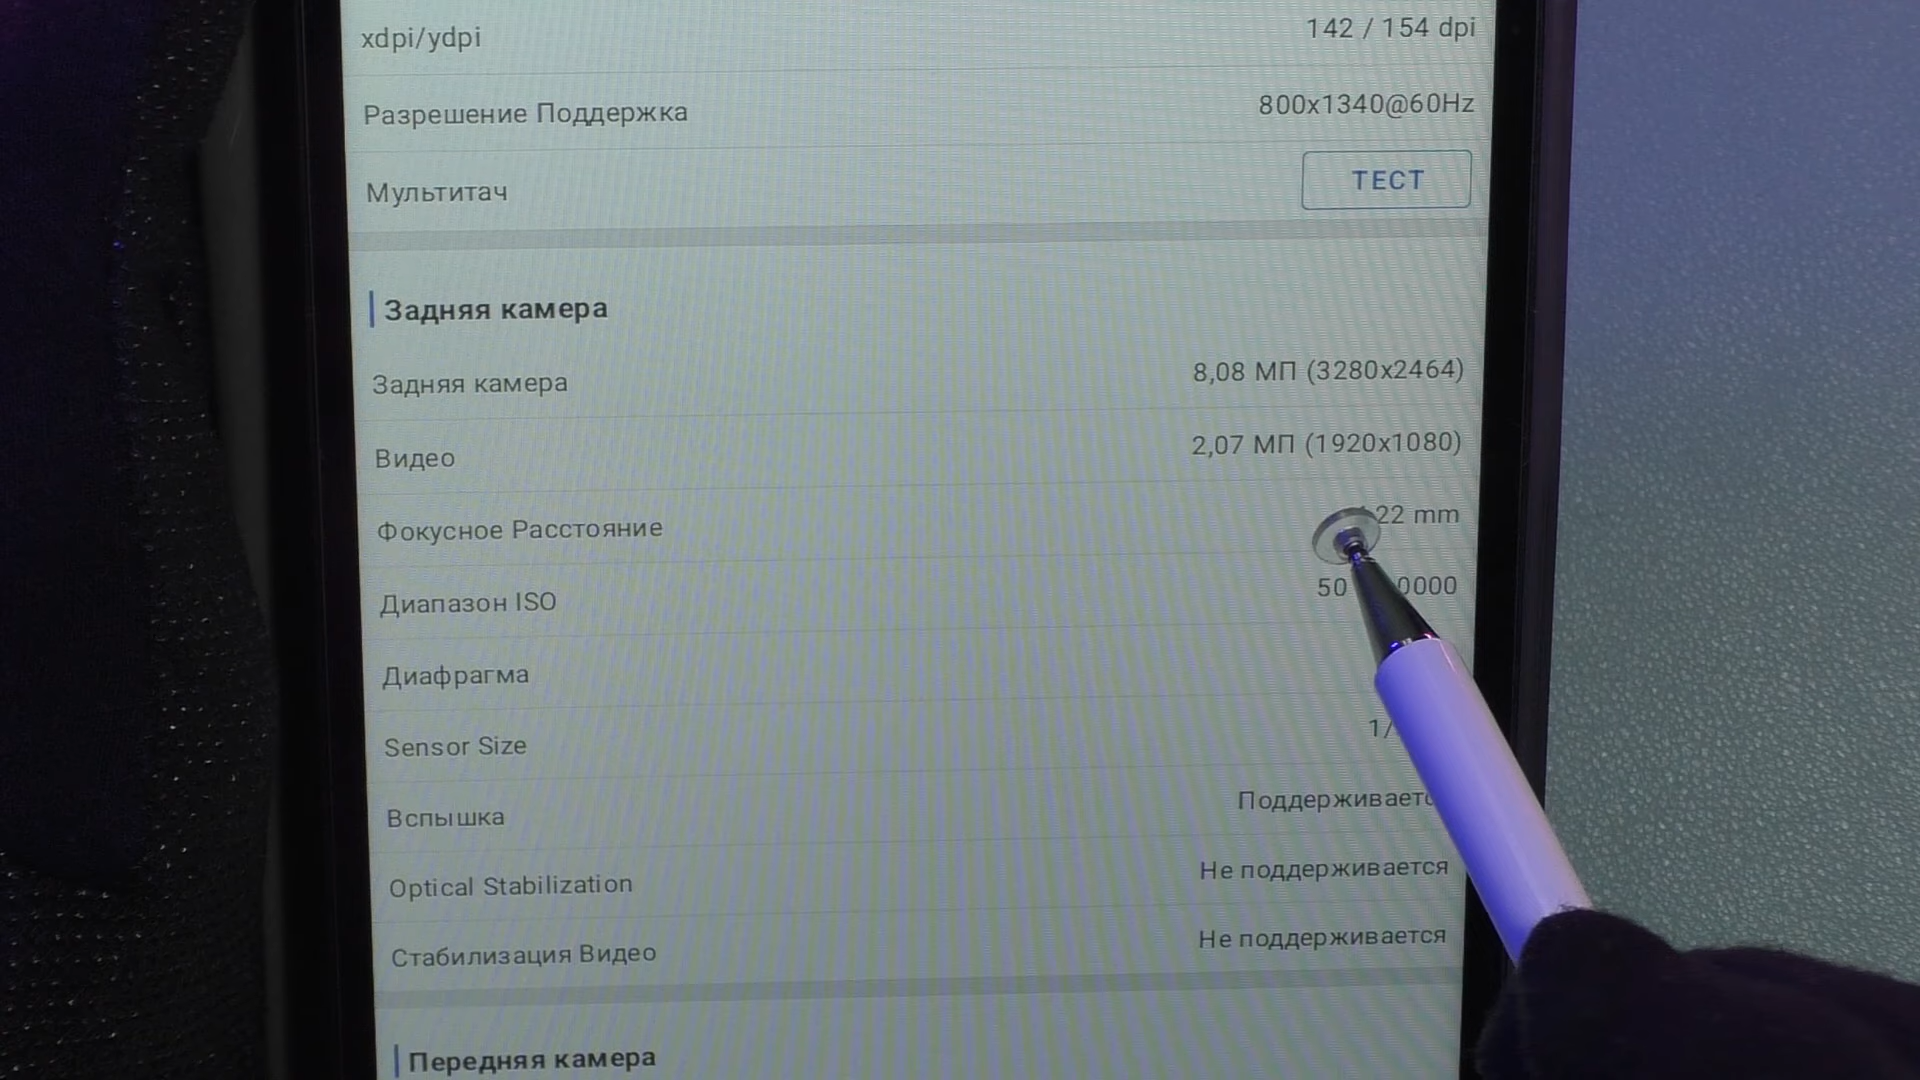 xdpi/ydpi 142 / 154 dpi
Разрешение Поддержка 800x1340@60Hz
Мультитач ТЕСТ
Задняя камера
Задняя камера 8,08 МП (3280x2464)
Видео 2,07 МП (1920x1080)
Фокусное Расстояние mm
Диапазон ISO 50
Диафрагма
Sensor Size
Вспышка
Optical Stabilization Не поддерживается
Стабилизация Видео Не поддерживается
Передняя камера